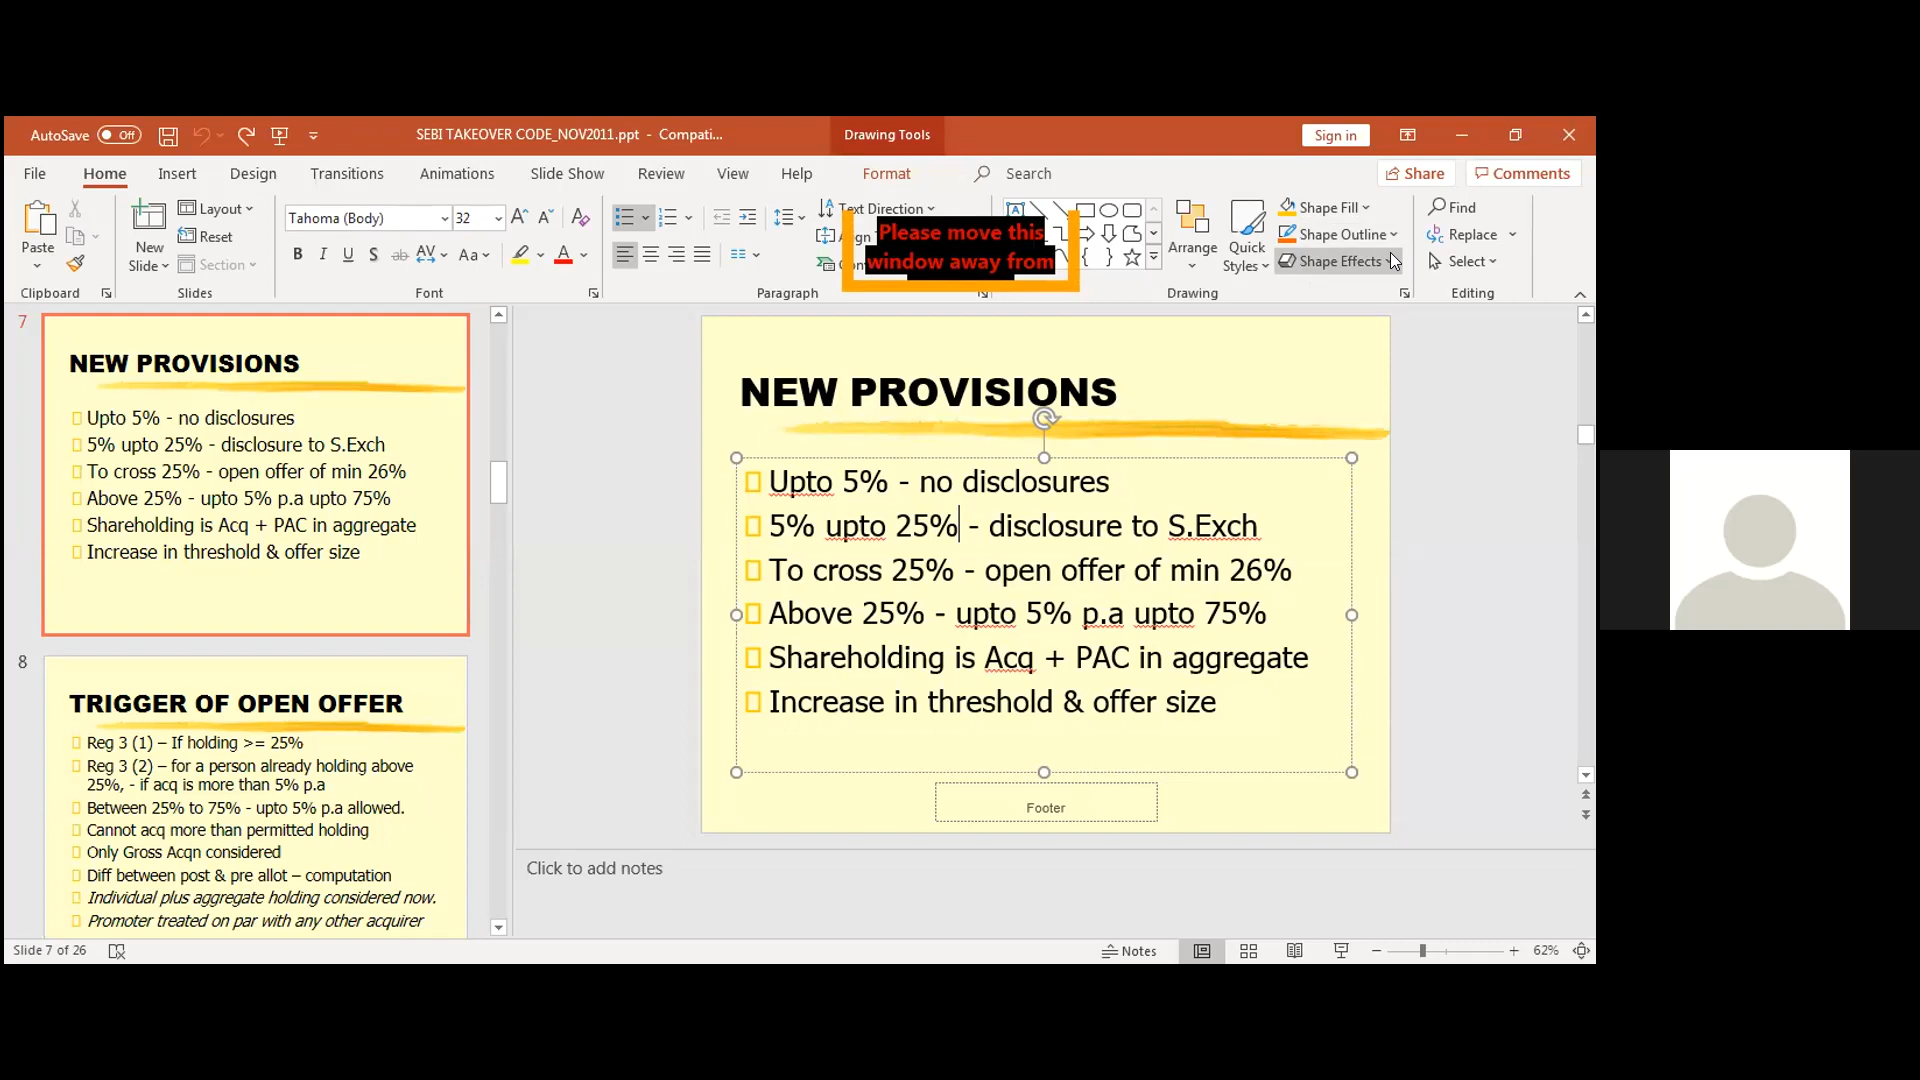 AutoSave Off
SEBI TAKEOVER CODE_NOV2011.ppt - Compati...
Drawing Tools
Sign in
File Home Insert Design Transitions Animations Slide Show Review View Help Format Search Share Comments
Paste
Clipboard
New
Slide
Layout
Reset
Section
Slides
Tahoma (Body) 32
B I U S ab AV Aa A
Font
Text Direction
Paragraph
Please move this
window away from
Arrange
Quick
Styles
Shape Fill
Shape Outline
Shape Effects
Drawing
Find
Replace
Select
Editing
7
NEW PROVISIONS
Upto 5% - no disclosures
5% upto 25% - disclosure to S.Exch
To cross 25% - open offer of min 26%
Above 25% - upto 5% p.a upto 75%
Shareholding is Acq + PAC in aggregate
Increase in threshold & offer size
8
TRIGGER OF OPEN OFFER
Reg 3 (1) – If holding >= 25%
Reg 3 (2) – for a person already holding above
25%, - if acq is more than 5% p.a
Between 25% to 75% - upto 5% p.a allowed.
Cannot acq more than permitted holding
Only Gross Acqn considered
Diff between post & pre allot – computation
Individual plus aggregate holding considered now.
Promoter treated on par with any other acquirer
NEW PROVISIONS
Upto 5% - no disclosures
5% upto 25% - disclosure to S.Exch
To cross 25% - open offer of min 26%
Above 25% - upto 5% p.a upto 75%
Shareholding is Acq + PAC in aggregate
Increase in threshold & offer size
Footer
Click to add notes
Slide 7 of 26
Notes
62%